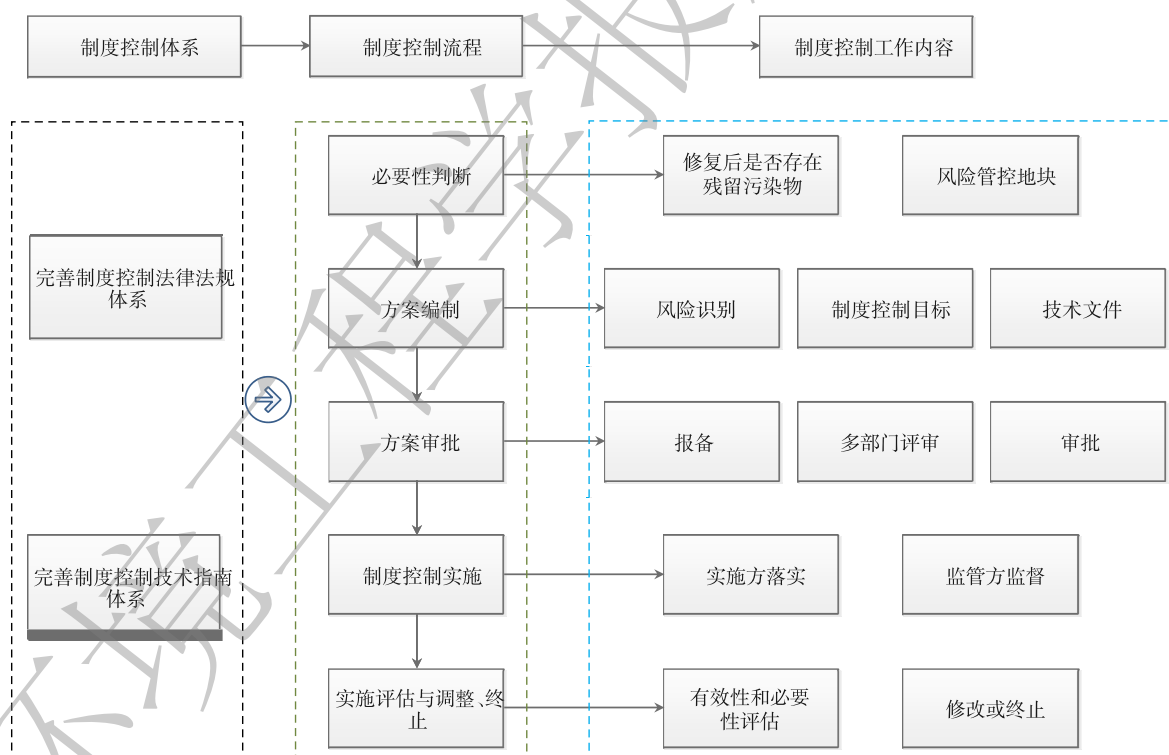 制度控制体系
制度控制流程
制度控制工作内容
完善制度控制法律法规
体系
完善制度控制技术指南
体系
必要性判断
修复后是否存在
残留污染物
风险管控地块
方案编制
风险识别
制度控制目标
技术文件
方案审批
报备
多部门评审
审批
制度控制实施
实施方落实
监管方监督
实施评估与调整、终
止
有效性和必要
性评估
修改或终止
环境工程学报